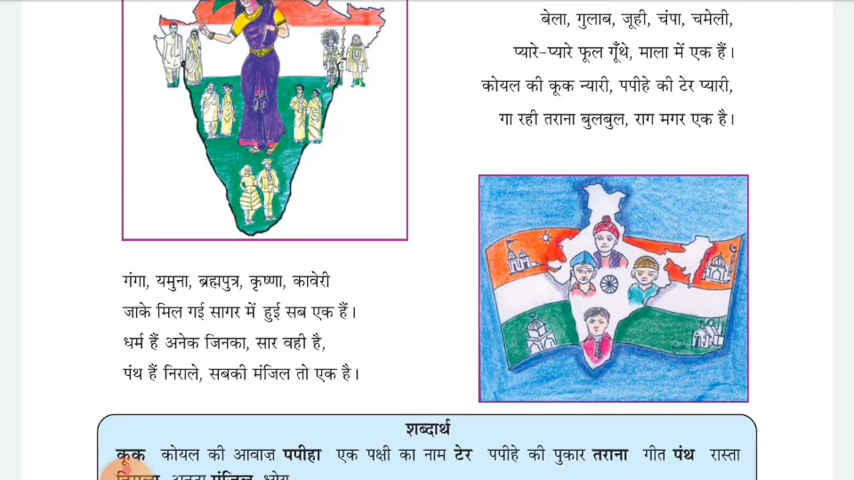 बेला, गुलाब, जूही, चंपा, चमेली,
प्यारे-प्यारे फूल गूँथे, माला में एक हैं।
कोयल की कूक न्यारी, पपीहे की टेर प्यारी,
गा रही तराना बुलबुल, राग मगर एक है।
गंगा, यमुना, ब्रह्मपुत्र, कृष्णा, कावेरी
जाके मिल गई सागर में हुई सब एक हैं।
धर्म हैं अनेक जिनका, सार वही है,
पंथ हैं निराले, सबकी मंजिल तो एक है।
शब्दार्थ
कूक कोयल की आवाज़ पपीहा एक पक्षी का नाम टेर पपीहे की पुकार तराना गीत पंथ रास्ता